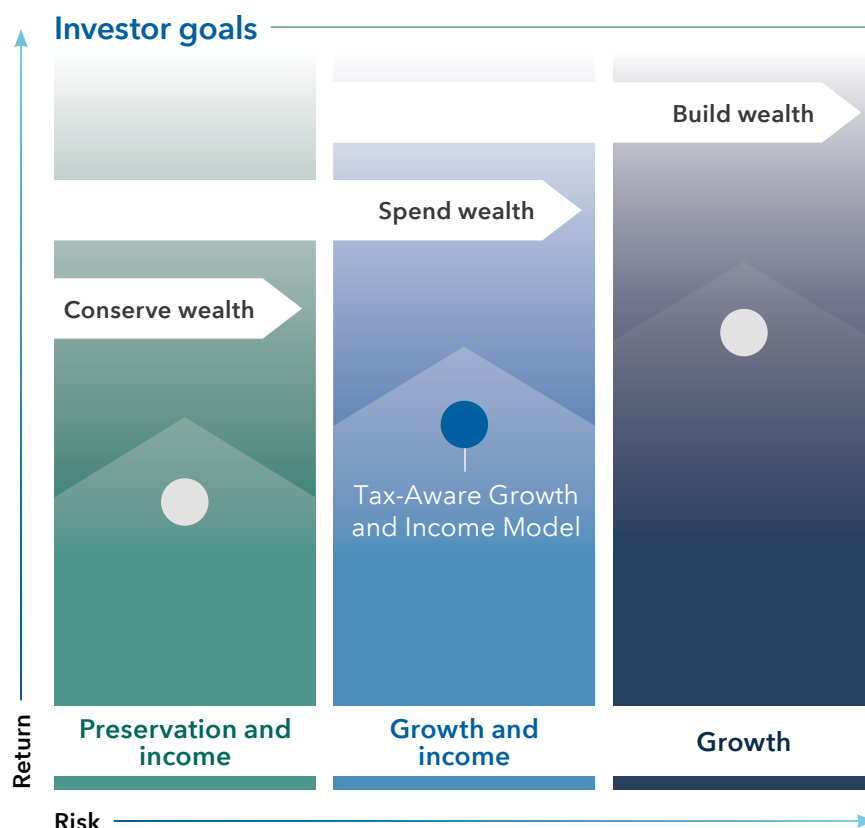 Investor goals
Build wealth
Spend wealth
Conserve wealth
Tax-Aware Growth
and Income Model
Return
Preservation and
income
Growth and
income
Growth
Risk